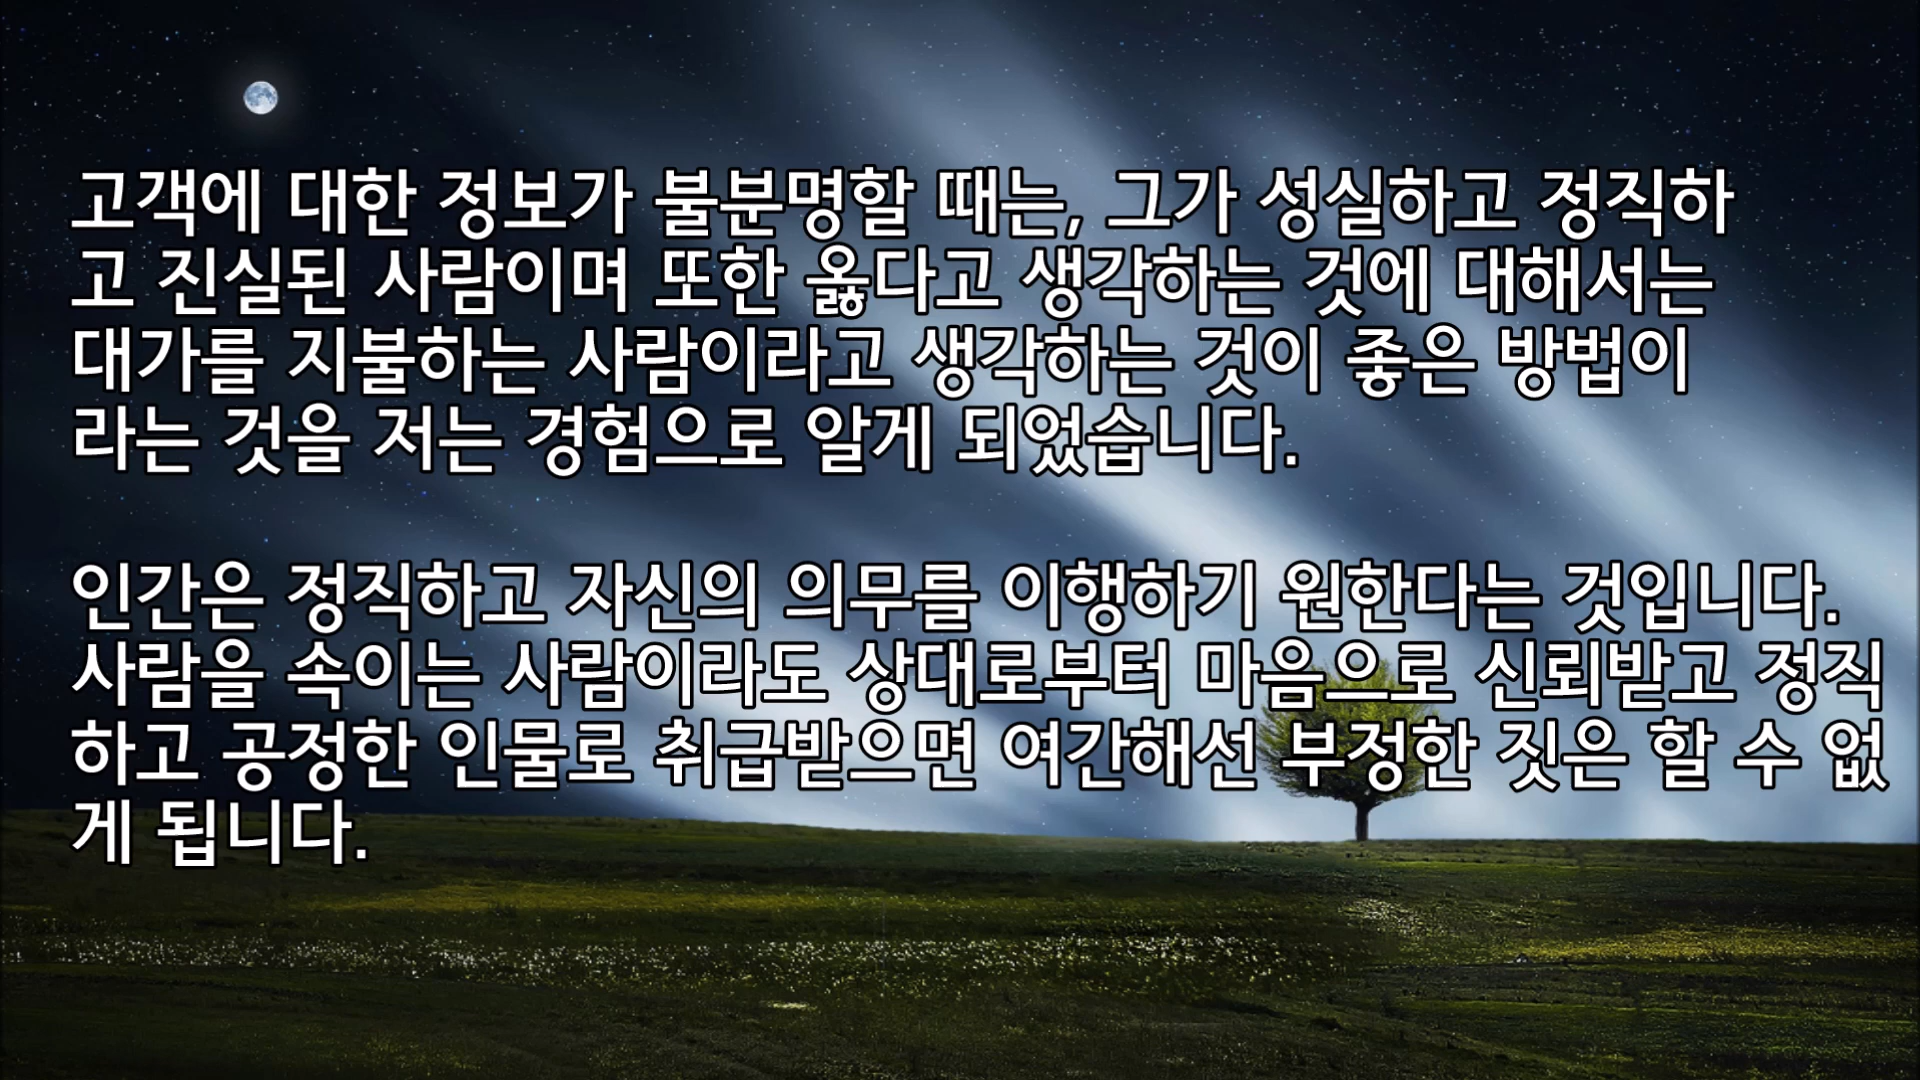 고객에 대한 정보가 불분명할 때는, 그가 성실하고 정직하
고 진실된 사람이며 또한 옳다고 생각하는 것에 대해서는
대가를 지불하는 사람이라고 생각하는 것이 좋은 방법이
라는 것을 저는 경험으로 알게 되었습니다.
인간은 정직하고 자신의 의무를 이행하기 원한다는 것입니다.
사람을 속이는 사람이라도 상대로부터 마음으로 신뢰받고 정직
하고 공정한 인물로 취급받으면 여간해선 부정한 짓은 할 수 없
게 됩니다.